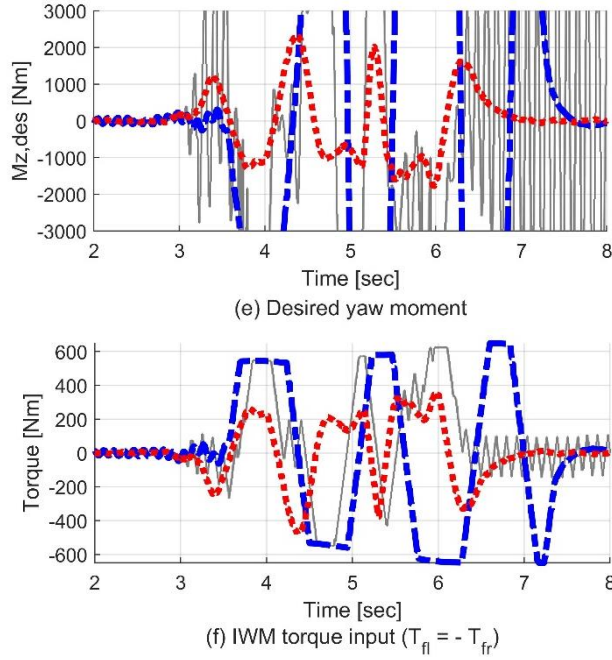 3000
2000
1000
0
-1000
-2000
-3000
Mz,des [Nm]
2 3 4 5 6 7 8
Time [sec]
(e) Desired yaw moment
600
400
200
0
-200
-400
-600
Torque [Nm]
2 3 4 5 6 7 8
Time [sec]
(f) IWM torque input (T_fl = - T_fr)